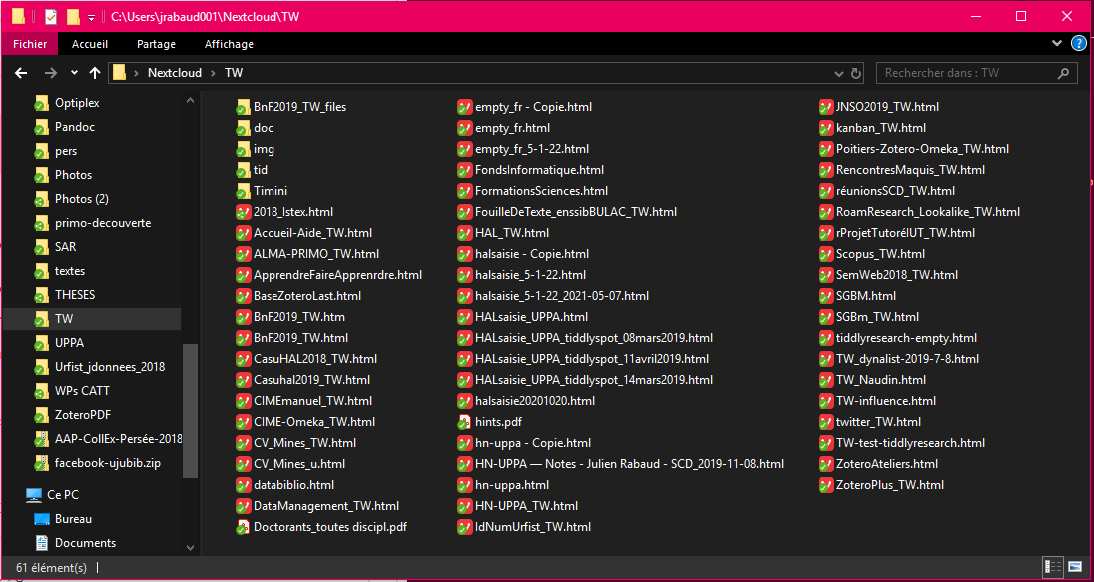 C:\Users\jrabaud001\Nextcloud\TW
Fichier Accueil Partage Affichage
Nextcloud TW
Rechercher dans : TW
Optiplex
Pandoc
pers
Photos
Photos (2)
primo-decouverte
SAR
textes
THESES
TW
UPPA
Urfist_jdonnees_2018
WPs CATT
ZoteroPDF
AAP-CollEx-Persée-2018
facebook-ujubib.zip
Ce PC
Bureau
Documents
BnF2019_TW_files
doc
img
tid
Timini
2018_Istex.html
Accueil-Aide_TW.html
ALMA-PRIMO_TW.html
ApprendreFaireApprenrdre.html
BaseZoteroLast.html
BnF2019_TW.htm
BnF2019_TW.html
CasuHAL2018_TW.html
Casuhal2019_TW.html
CIMEmanuel_TW.html
CIME-Omeka_TW.html
CV_Mines_TW.html
CV_Mines_u.html
databiblio.html
DataManagement_TW.html
Doctorants_toutes discipl.pdf
empty_fr - Copie.html
empty_fr.html
empty_fr_5-1-22.html
FondsInformatique.html
FormationsSciences.html
FouilleDeTexte_enssibBULAC_TW.html
HAL_TW.html
halsaisie - Copie.html
halsaisie_5-1-22.html
halsaisie_5-1-22_2021-05-07.html
HALsaisie_UPPA.html
HALsaisie_UPPA_tiddlyspot_08mars2019.html
HALsaisie_UPPA_tiddlyspot_11avril2019.html
HALsaisie_UPPA_tiddlyspot_14mars2019.html
halsaisie20201020.html
hints.pdf
hn-uppa - Copie.html
HN-UPPA — Notes - Julien Rabaud - SCD_2019-11-08.html
hn-uppa.html
HN-UPPA_TW.html
IdNumUrfist_TW.html
JNSO2019_TW.html
kanban_TW.html
Poitiers-Zotero-Omeka_TW.html
RencontresMaquis_TW.html
réunionsSCD_TW.html
RoamResearch_Lookalike_TW.html
rProjetTutoréIUT_TW.html
Scopus_TW.html
SemWeb2018_TW.html
SGBM.html
SGBm_TW.html
tiddlyresearch-empty.html
TW_dynalist-2019-7-8.html
TW_Naudin.html
TW-influence.html
twitter_TW.html
TW-test-tiddlyresearch.html
ZoteroAteliers.html
ZoteroPlus_TW.html
61 élément(s)